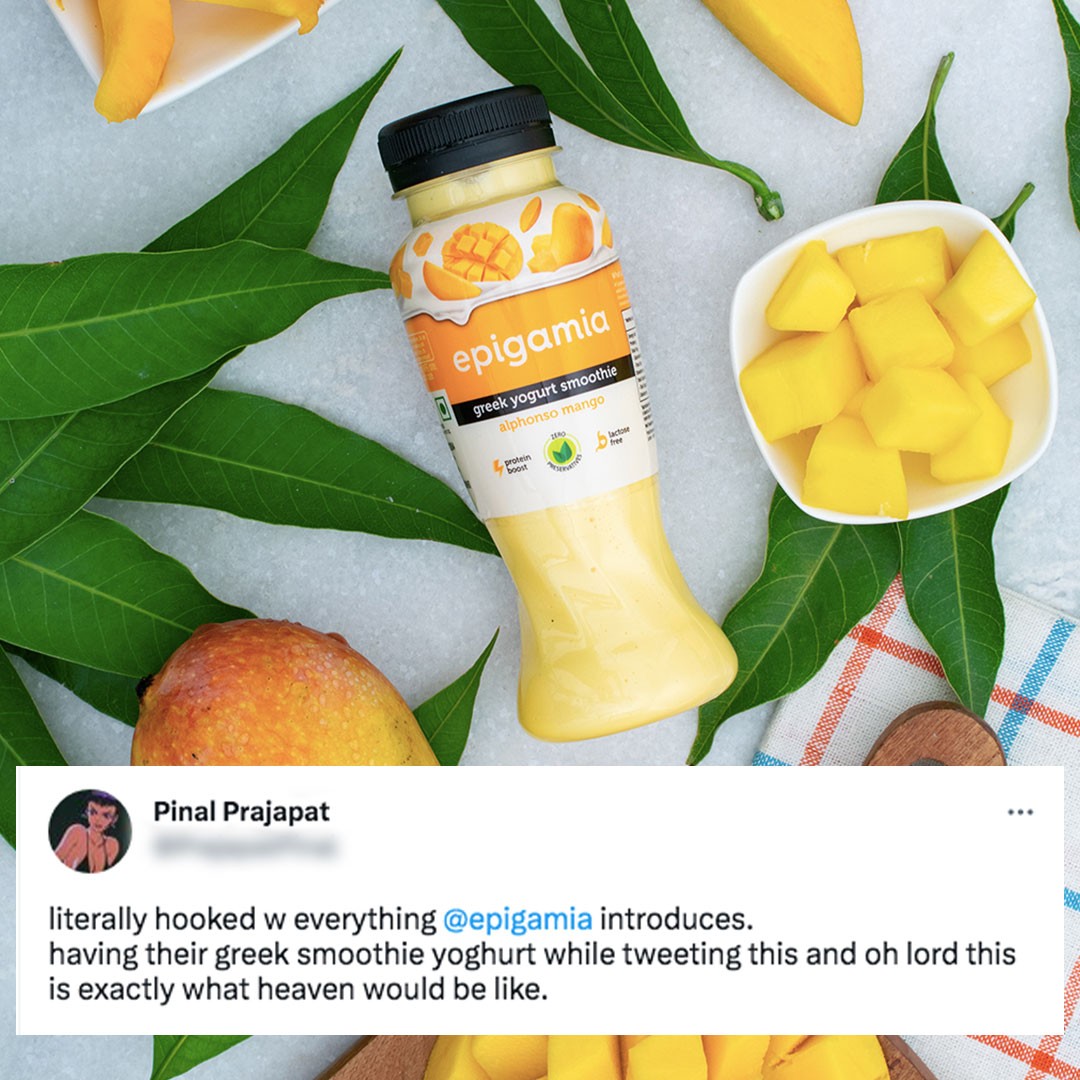 epigamia
greek yogurt smoothie
alphonso mango
protein
boost
ZERO
PRESERVATIVES
lactose
free
Pinal Prajapat
literally hooked w everything @epigamia introduces.
having their greek smoothie yoghurt while tweeting this and oh lord this
is exactly what heaven would be like.